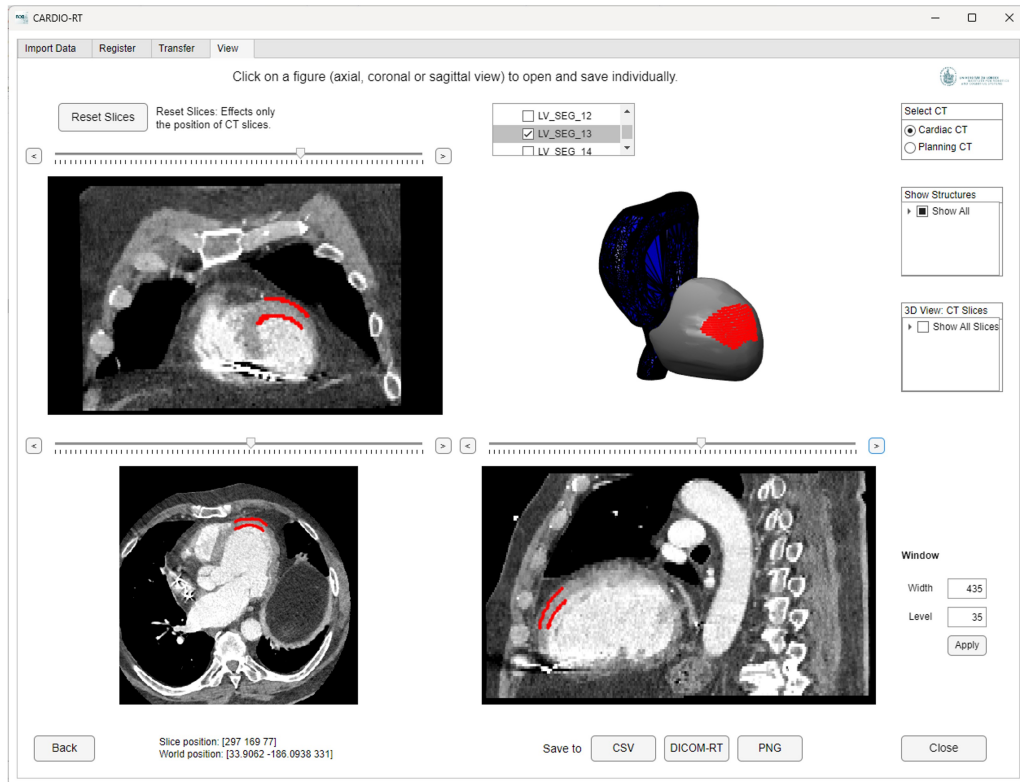 CARDIO-RT
Import Data
Register
Transfer
View
Click on a figure (axial, coronal or sagittal view) to open and save individually.
Reset Slices
Reset Slices: Effects only
the position of CT slices.
LV_SEG_12
LV_SEG_13
LV_SEG_14
Select CT
Cardiac CT
Planning CT
<
>
Show Structures
Show All
3D View: CT Slices
Show All Slices
<
>
<
>
Window
Width
435
Level
35
Apply
Back
Slice position: [297 169 77]
World position: [33.9062 -186.0938 331]
Save to
CSV
DICOM-RT
PNG
Close